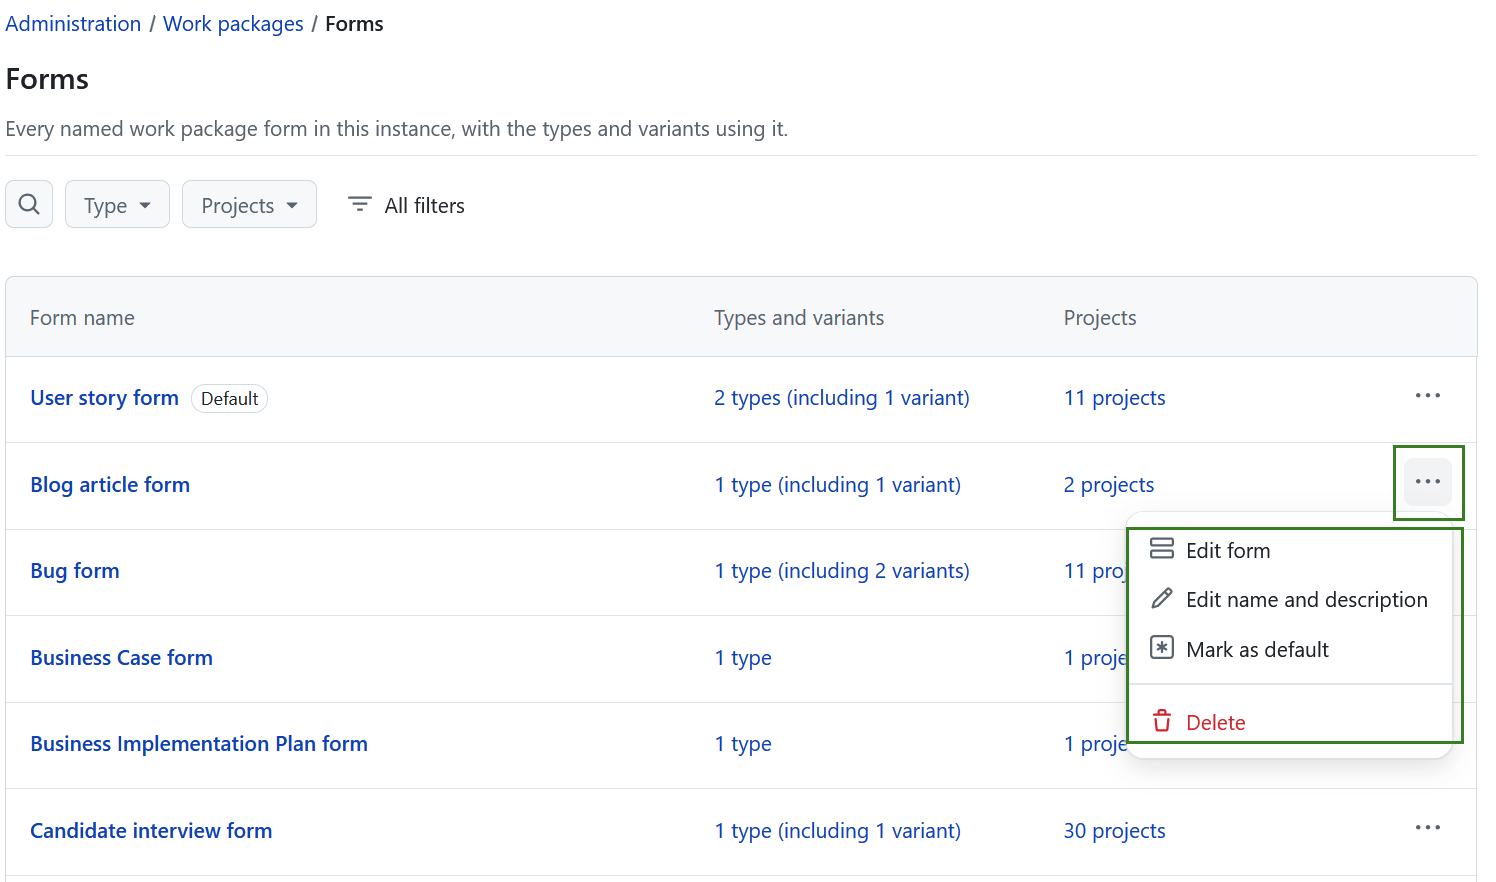 Administration / Work packages / Forms
Forms
Every named work package form in this instance, with the types and variants using it.
Type Projects All filters
Form name Types and variants Projects
User story form Default 2 types (including 1 variant) 11 projects
Blog article form 1 type (including 1 variant) 2 projects
Bug form 1 type (including 2 variants) 11 proj
Edit form
Edit name and description
Business Case form 1 type 1 proje
Mark as default
Delete
Business Implementation Plan form 1 type 1 proje
Candidate interview form 1 type (including 1 variant) 30 projects